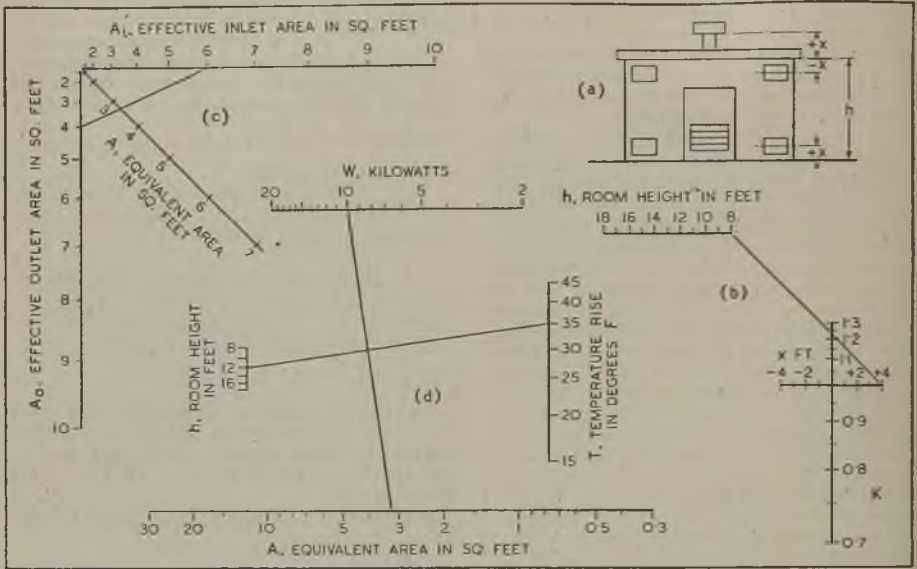 Ai, EFFECTIVE INLET AREA IN SQ. FEET
2 3 4 5 6 7 8 9 10
Ao, EFFECTIVE OUTLET AREA IN SQ. FEET
2
3
4
5
6
7
8
9
10
(c)
3
4
5
6
7
A, EQUIVALENT AREA
IN SQ. FEET
(a)
+x
-x
h
+x
W, KILOWATTS
20 10 5 2
h, ROOM HEIGHT IN FEET
18 16 14 12 10 8
(b)
1·3
1·2
1·1
x FT.
-4 -2 +2 +4
0·9
0·8
K
0·7
h, ROOM HEIGHT
IN FEET
8
12
16
(d)
45
40
35
30
25
20
15
T, TEMPERATURE RISE
IN DEGREES F
30 20 10 5 3 2 1 0·5 0·3
A, EQUIVALENT AREA IN SQ. FEET